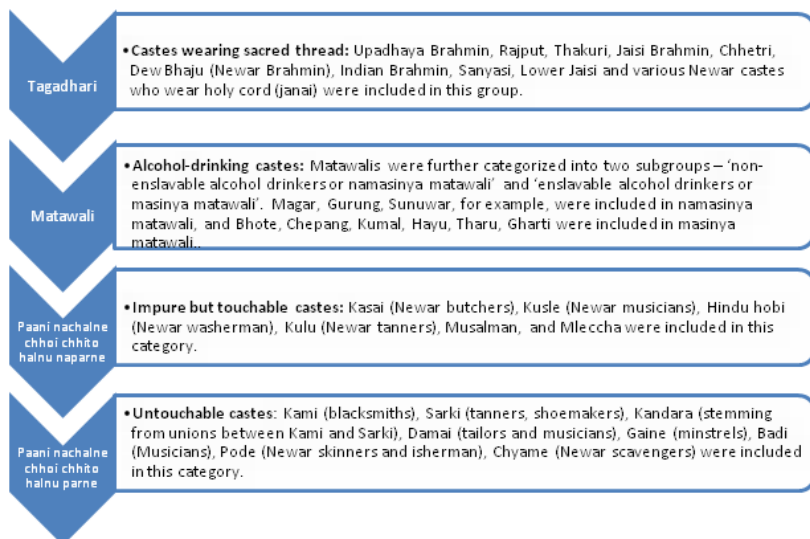 Tagadhari
•Castes wearing sacred thread: Upadhaya Brahmin, Rajput, Thakuri, Jaisi Brahmin, Chhetri,
Dew Bhaju (Newar Brahmin), Indian Brahmin, Sanyasi, Lower Jaisi and various Newar castes
who wear holy cord (janai) were included in this group.
Matawali
•Alcohol-drinking castes: Matawalis were further categorized into two subgroups – ‘non-
enslavable alcohol drinkers or namasinya matawali’ and ‘enslavable alcohol drinkers or
masinya matawali’. Magar, Gurung, Sunuwar, for example, were included in namasinya
matawali, and Bhote, Chepang, Kumal, Hayu, Tharu, Gharti were included in masinya
matawali..
Paani nachalne
chhoi chhito
halnu naparne
•Impure but touchable castes: Kasai (Newar butchers), Kusle (Newar musicians), Hindu hobi
(Newar washerman), Kulu (Newar tanners), Musalman, and Mleccha were included in this
category.
Paani nachalne
chhoi chhito
halnu parne
•Untouchable castes: Kami (blacksmiths), Sarki (tanners, shoemakers), Kandara (stemming
from unions between Kami and Sarki), Damai (tailors and musicians), Gaine (minstrels), Badi
(Musicians), Pode (Newar skinners and isherman), Chyame (Newar scavengers) were included
in this category.